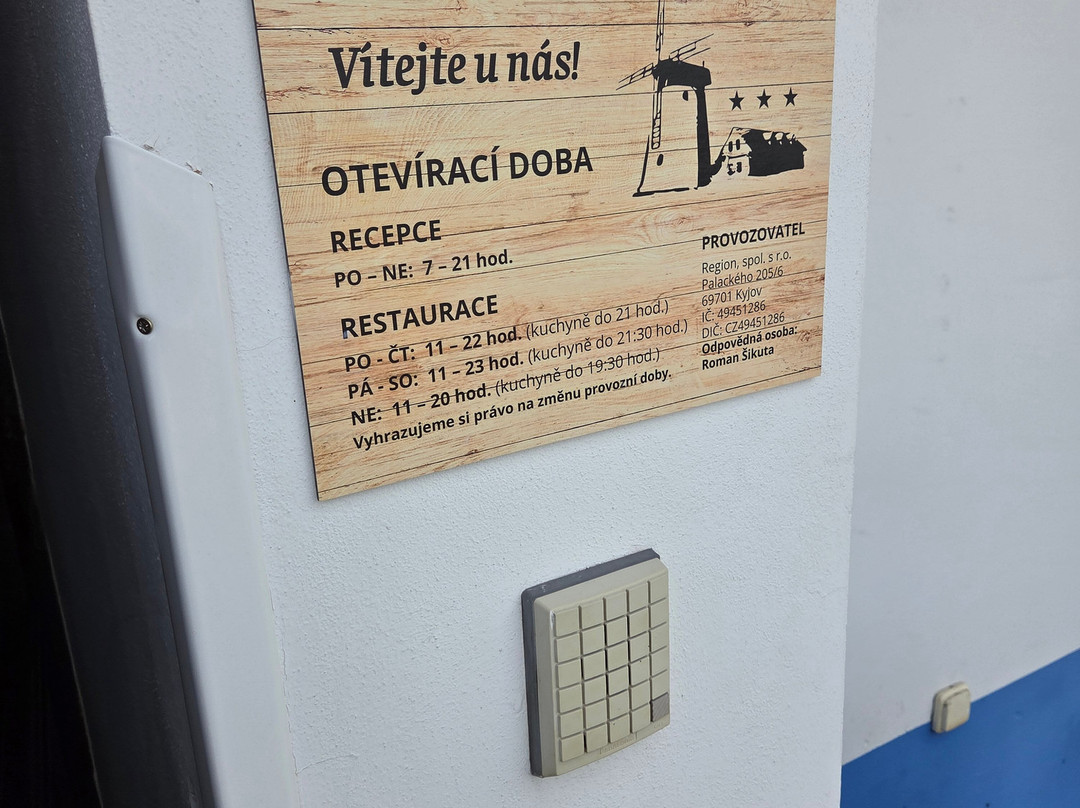 Vítejte u nás!
OTEVÍRACÍ DOBA
RECEPCE
PO – NE: 7 – 21 hod.
RESTAURACE
PO - ČT: 11 – 22 hod. (kuchyně do 21 hod.)
PÁ - SO: 11 – 23 hod. (kuchyně do 21:30 hod.)
NE: 11 – 20 hod. (kuchyně do 19:30 hod.)
Vyhrazujeme si právo na změnu provozní doby.
PROVOZOVATEL
Region, spol. s r.o.
Palackého 205/6
69701 Kyjov
IČ: 49451286
DIČ: CZ49451286
Odpovědná osoba:
Roman Šikuta